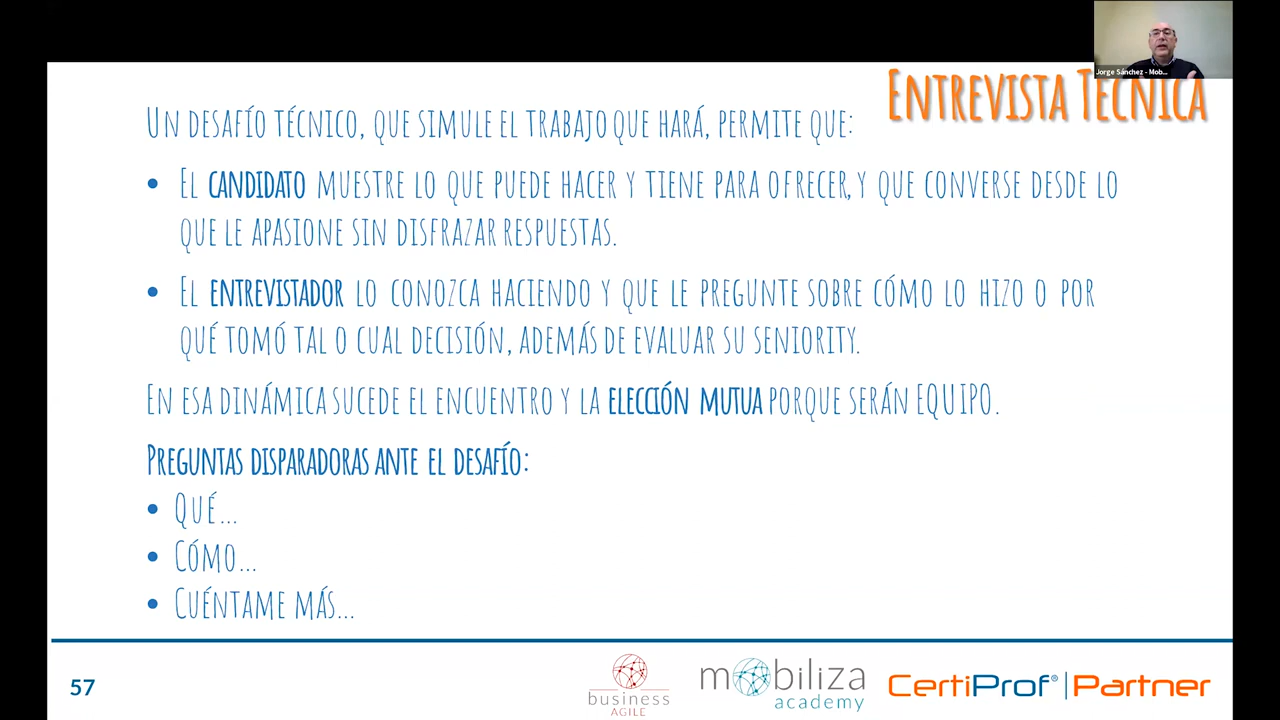 Jorge Sánchez - Mob...
ENTREVISTA TÉCNICA
UN DESAFÍO TÉCNICO, QUE SIMULE EL TRABAJO QUE HARÁ, PERMITE QUE:
• EL CANDIDATO MUESTRE LO QUE PUEDE HACER Y TIENE PARA OFRECER, Y QUE CONVERSE DESDE LO
QUE LE APASIONE SIN DISFRAZAR RESPUESTAS.
• EL ENTREVISTADOR LO CONOZCA HACIENDO Y QUE LE PREGUNTE SOBRE CÓMO LO HIZO O POR
QUÉ TOMÓ TAL O CUAL DECISIÓN, ADEMÁS DE EVALUAR SU SENIORITY.
EN ESA DINÁMICA SUCEDE EL ENCUENTRO Y LA ELECCIÓN MUTUA PORQUE SERÁN EQUIPO.
PREGUNTAS DISPARADORAS ANTE EL DESAFÍO:
• QUÉ...
• CÓMO...
• CUÉNTAME MÁS...
57
business
AGILE
mobiliza
academy
CertiProf® | Partner